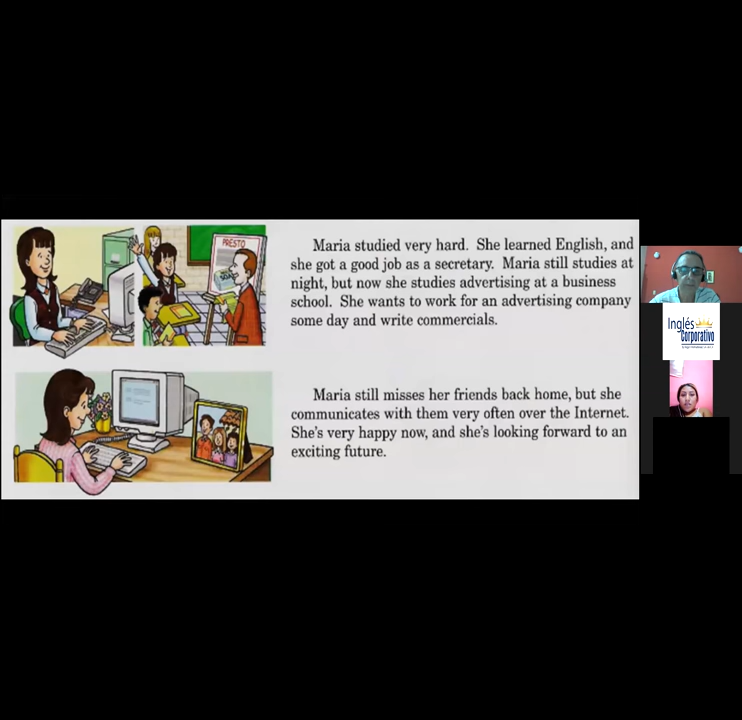 PRESTO
Maria studied very hard. She learned English, and
she got a good job as a secretary. Maria still studies at
night, but now she studies advertising at a business
school. She wants to work for an advertising company
some day and write commercials.
Maria still misses her friends back home, but she
communicates with them very often over the Internet.
She's very happy now, and she's looking forward to an
exciting future.
Inglés
Corporativo